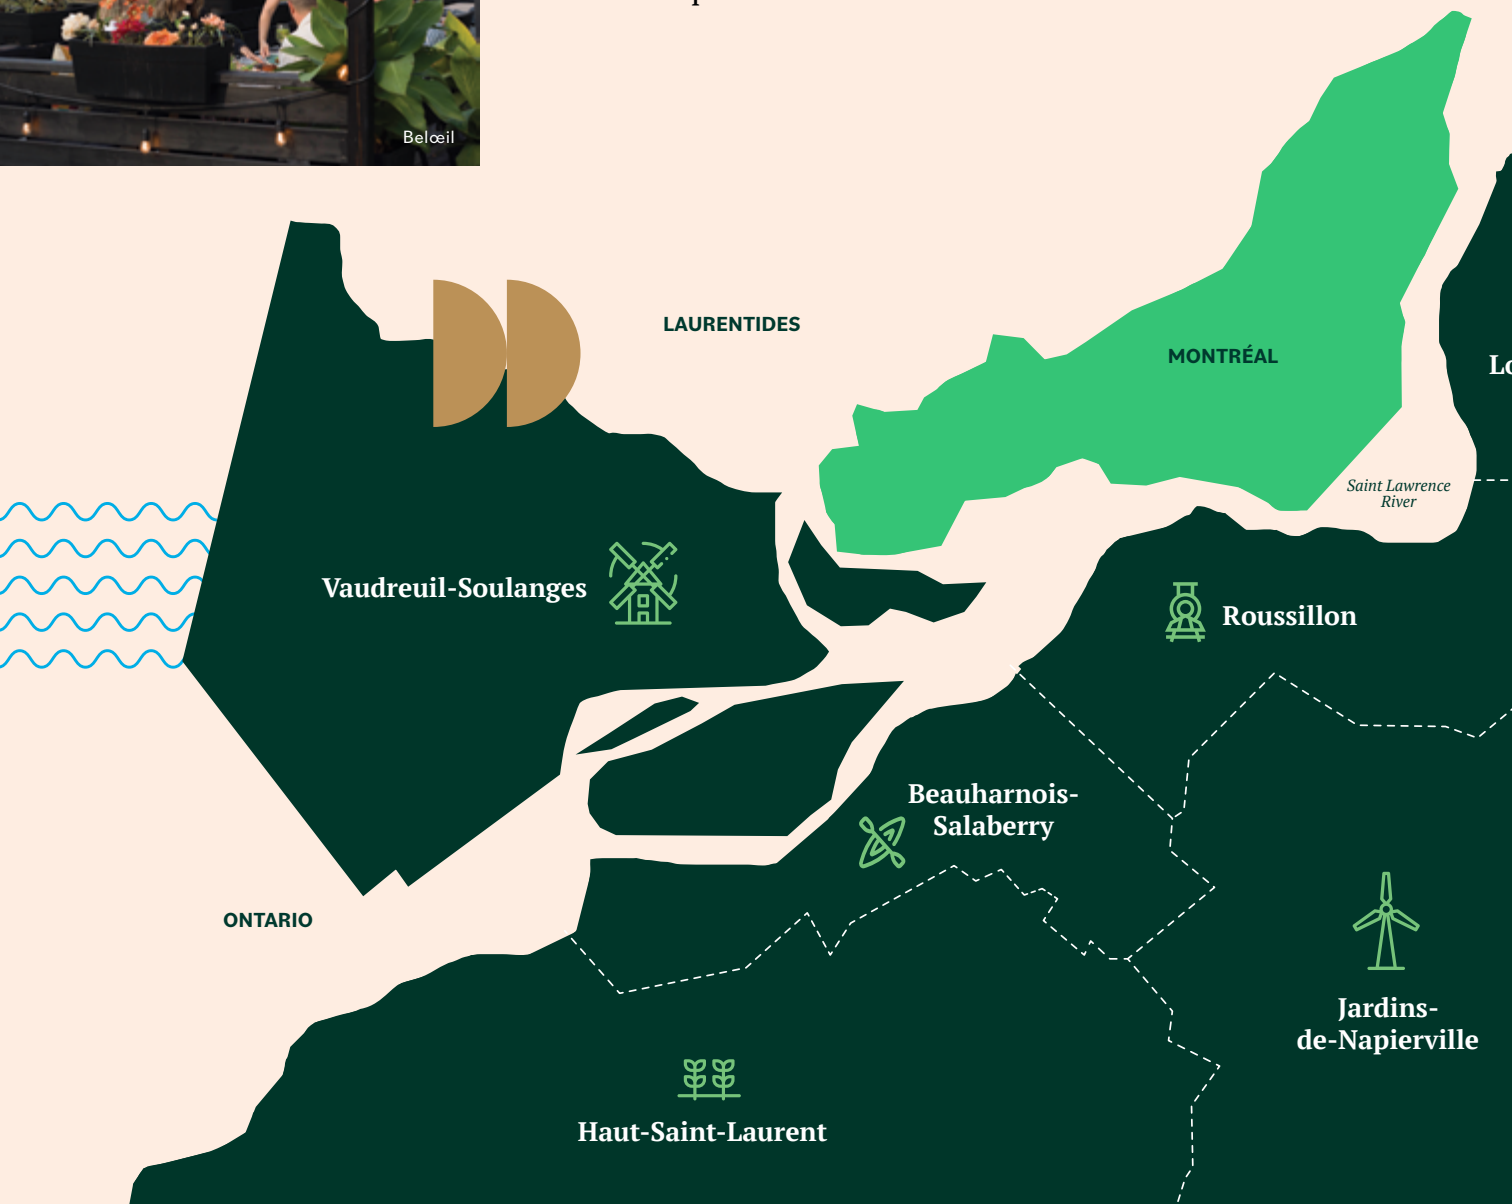 Belœil
LAURENTIDES
MONTRÉAL
Saint Lawrence
River
Vaudreuil-Soulanges
Roussillon
Beauharnois-
Salaberry
ONTARIO
Jardins-
de-Napierville
Haut-Saint-Laurent